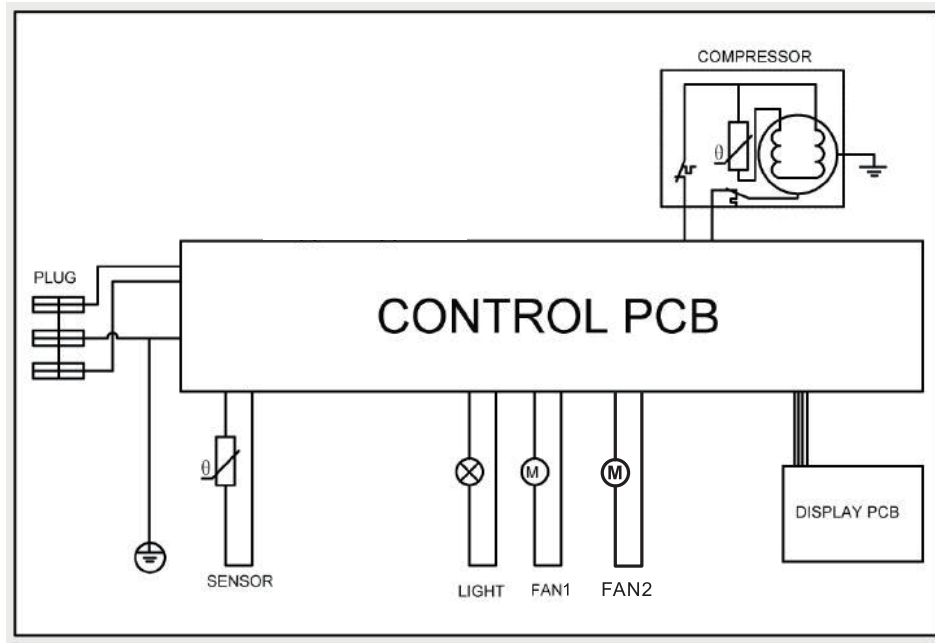 COMPRESSOR
θ
PLUG
CONTROL PCB
θ
M
M
DISPLAY PCB
SENSOR
LIGHT
FAN1
FAN2